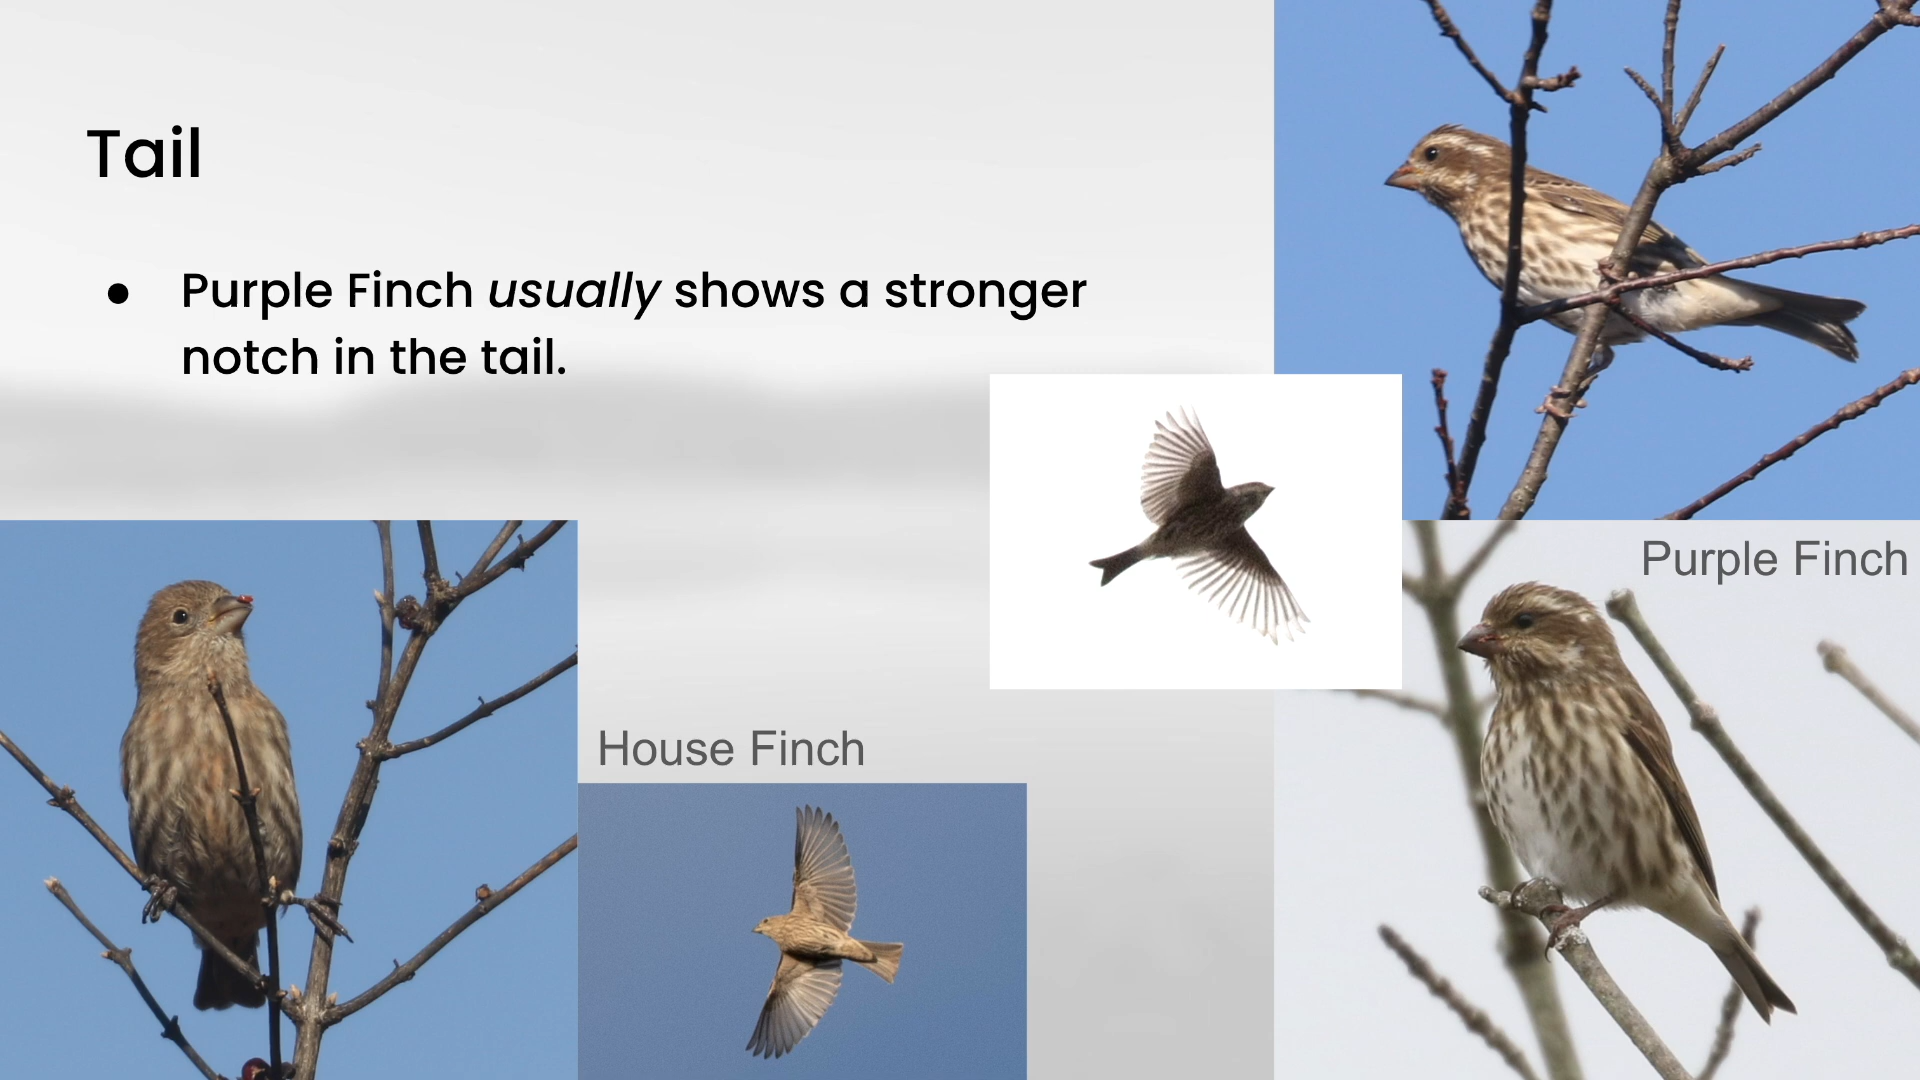 Tail
● Purple Finch usually shows a stronger
notch in the tail.
Purple Finch
House Finch